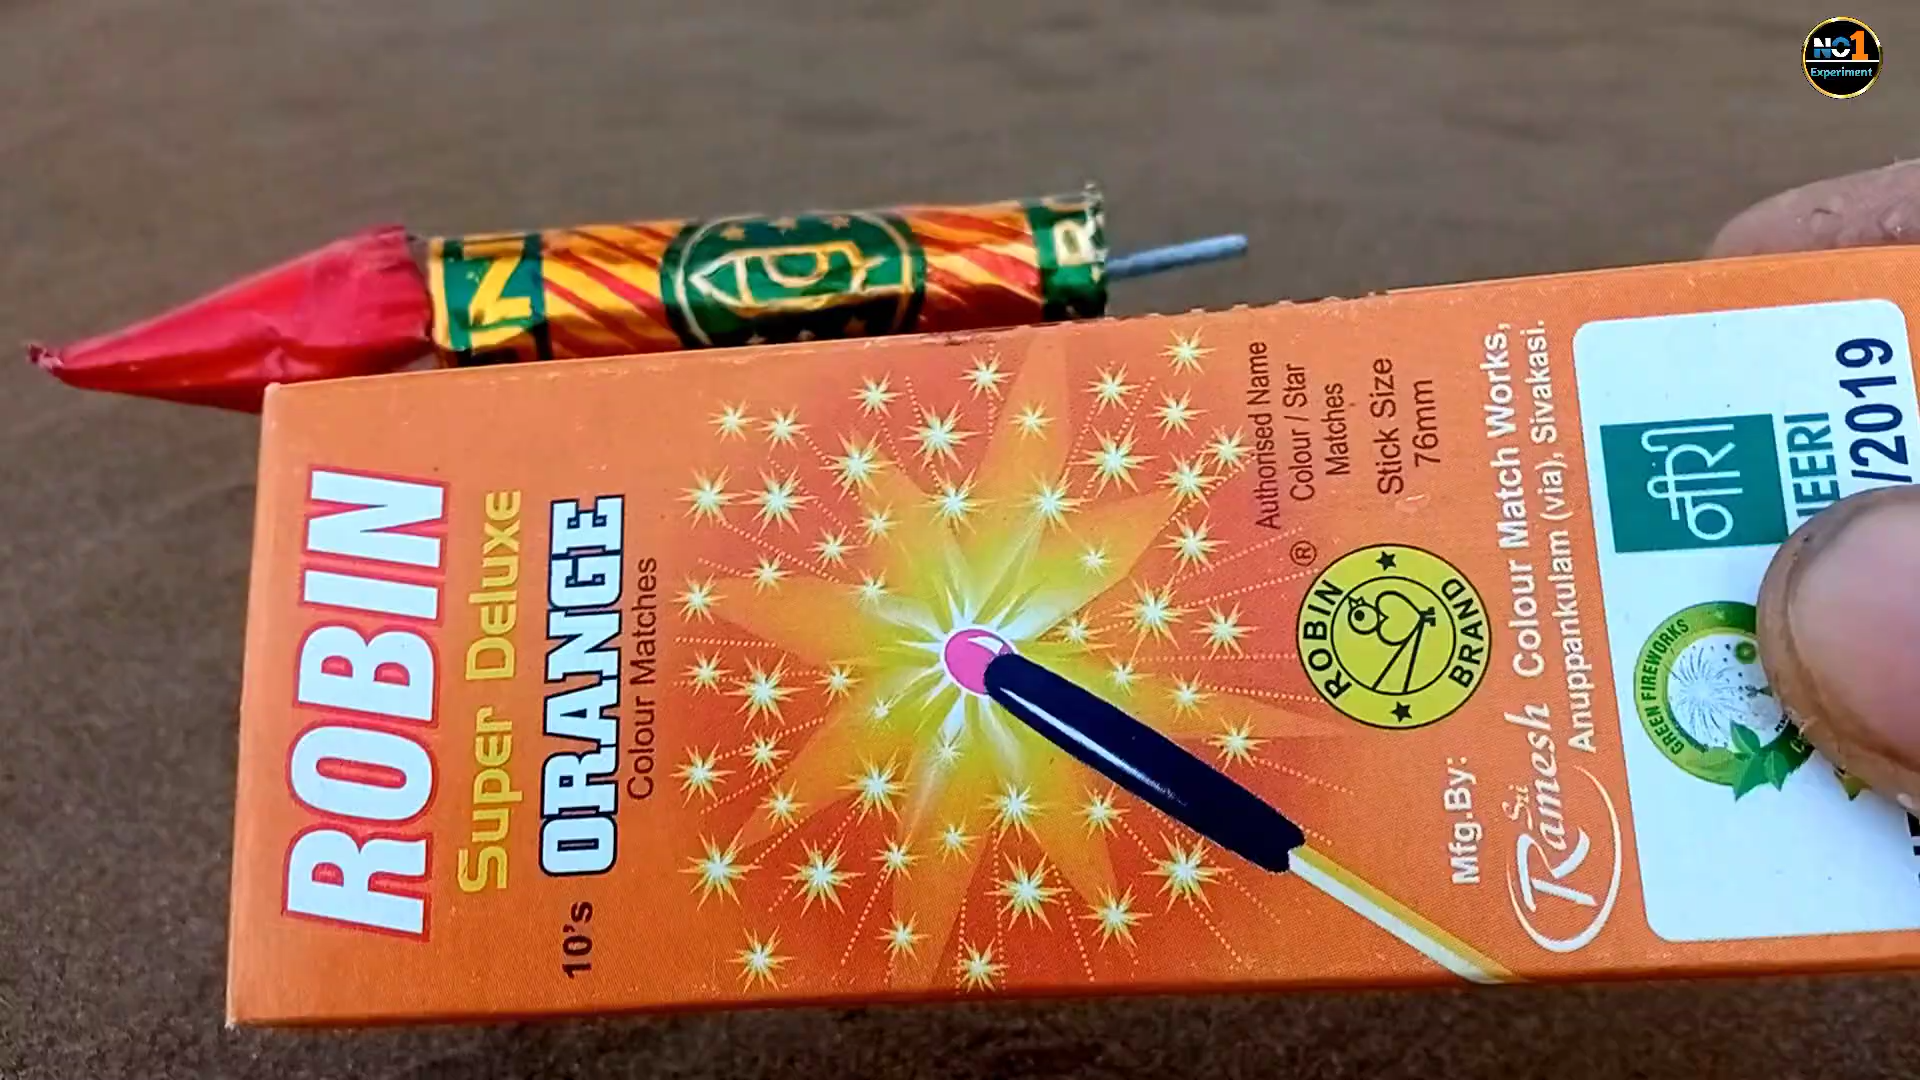 NO1
Experiment
ROBIN
Super Deluxe
10's ORANGE
Colour Matches
Authorised Name
Colour / Star
Matches
Stick Size
76mm
®
ROBIN
BRAND
Mfg.By:
Sri
Ramesh Colour Match Works,
Anuppankulam (via), Sivakasi.
नीरी
NEERI
/2019
GREEN FIREWORKS